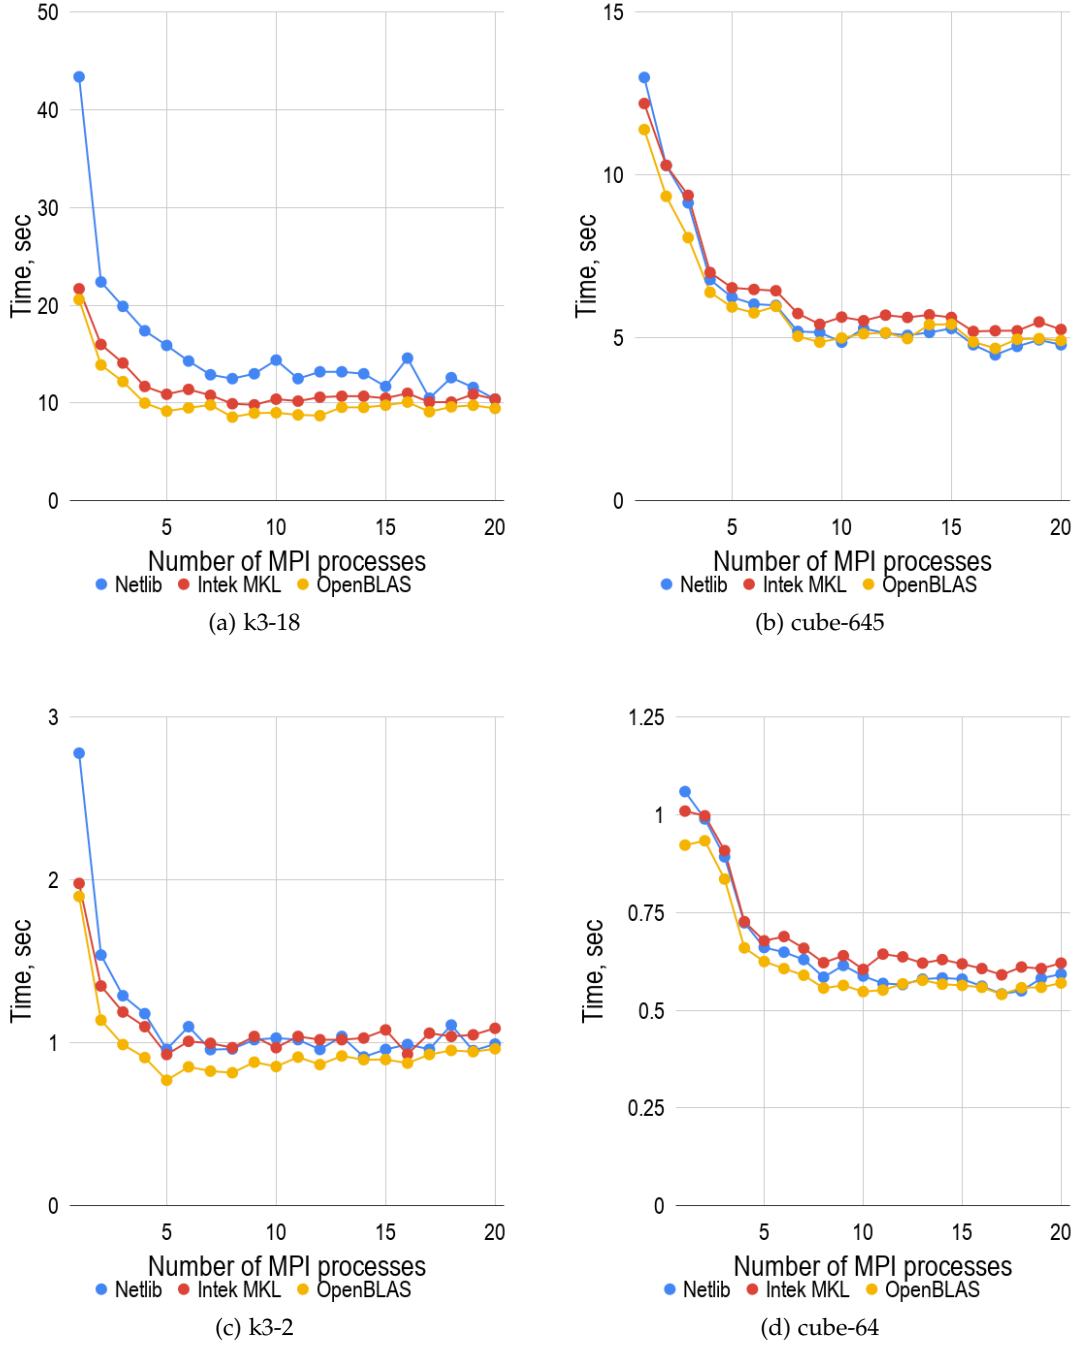 50
40
30
20
10
0
Time, sec
5 10 15 20
Number of MPI processes
Netlib Intek MKL OpenBLAS
(a) k3-18
15
10
5
0
Time, sec
5 10 15 20
Number of MPI processes
Netlib Intek MKL OpenBLAS
(b) cube-645
3
2
1
0
Time, sec
5 10 15 20
Number of MPI processes
Netlib Intek MKL OpenBLAS
(c) k3-2
1.25
1
0.75
0.5
0.25
0
Time, sec
5 10 15 20
Number of MPI processes
Netlib Intek MKL OpenBLAS
(d) cube-64